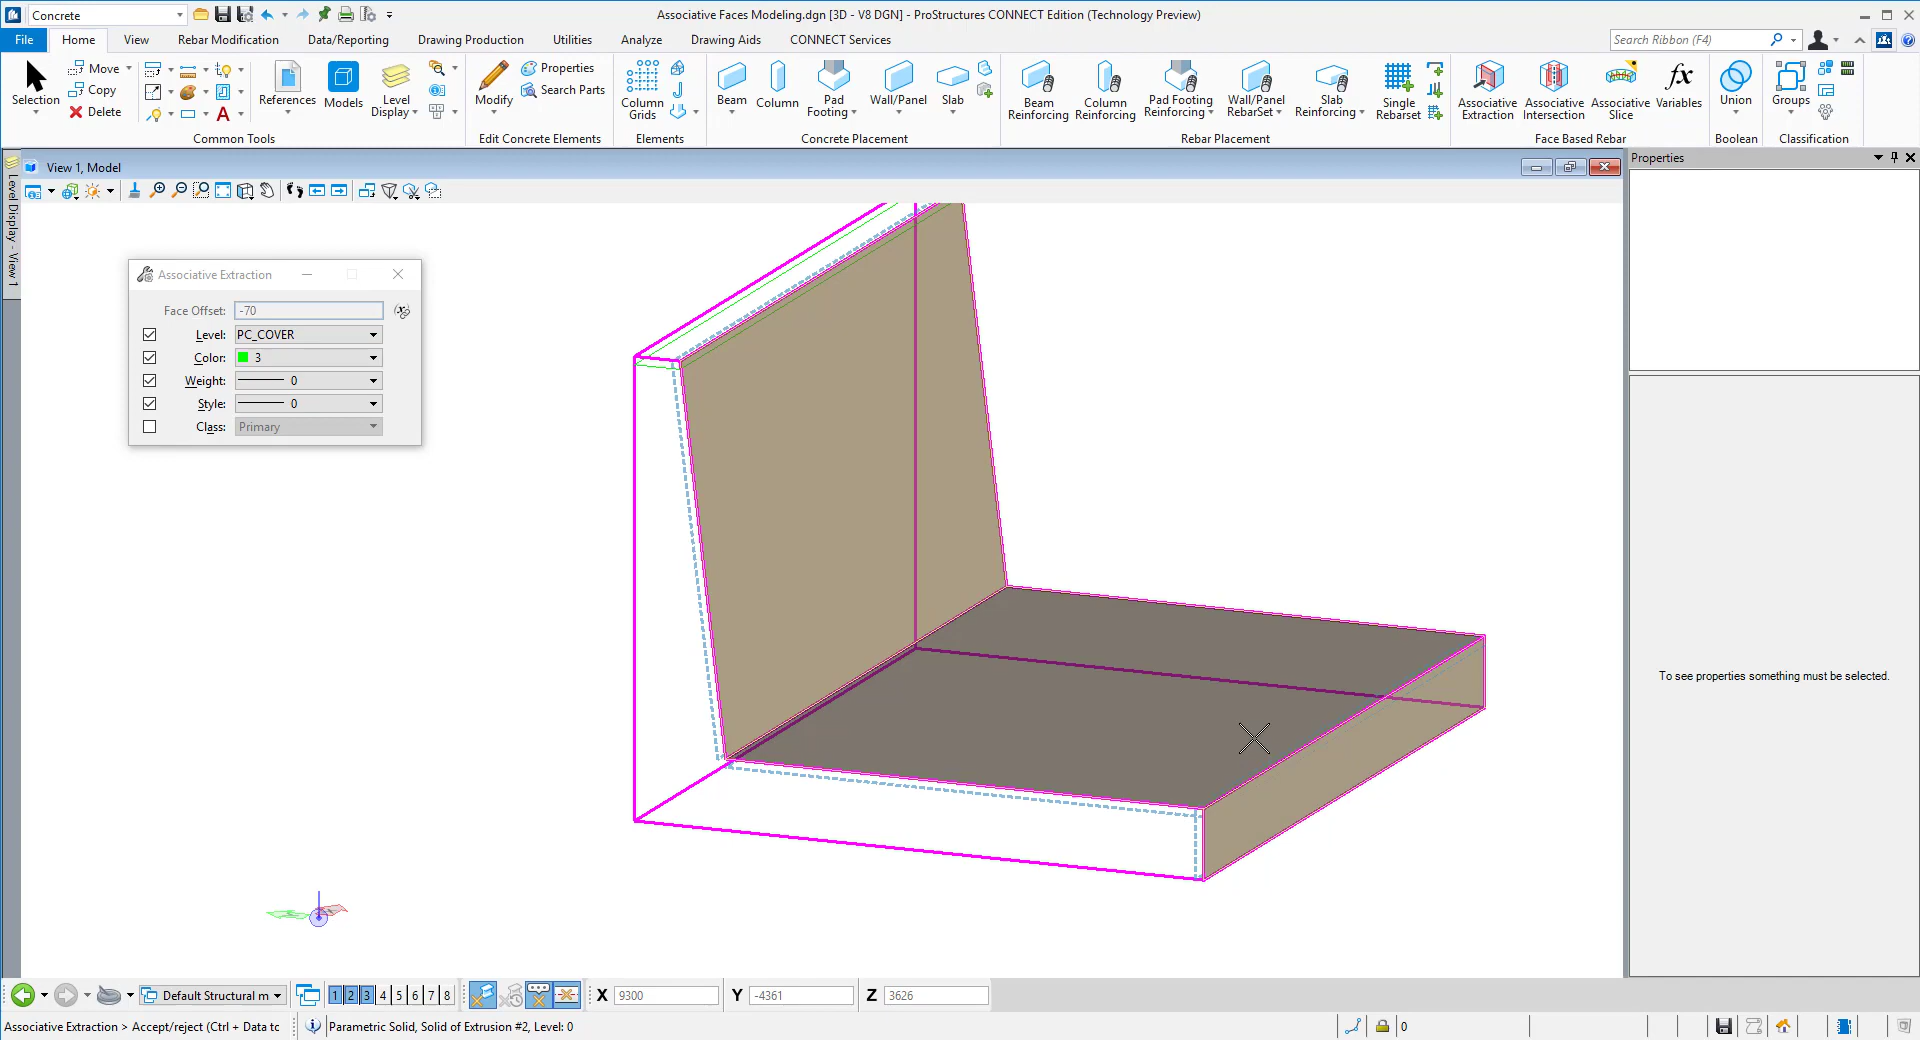 Concrete
Associative Faces Modeling.dgn [3D - V8 DGN] - ProStructures CONNECT Edition (Technology Preview)
File Home View Rebar Modification Data/Reporting Drawing Production Utilities Analyze Drawing Aids CONNECT Services Search Ribbon (F4)
Selection Move Copy Delete References Models Level Display Common Tools
Modify Properties Search Parts Edit Concrete Elements
Column Grids Elements
Beam Column Pad Footing Wall/Panel Slab Concrete Placement
Beam Reinforcing Column Reinforcing Pad Footing Reinforcing Wall/Panel RebarSet Slab Reinforcing Single Rebarset Rebar Placement
Associative Extraction Associative Intersection Associative Slice Variables Face Based Rebar
Union Boolean
Groups Classification
Level Display - View 1
View 1, Model
Properties
Associative Extraction
Face Offset: -70
Level: PC_COVER
Color: 3
Weight: 0
Style: 0
Class: Primary
To see properties something must be selected.
Default Structural m 1 2 3 4 5 6 7 8 X 9300 Y -4361 Z 3626
Associative Extraction > Accept/reject (Ctrl + Data tc Parametric Solid, Solid of Extrusion #2, Level: 0 0